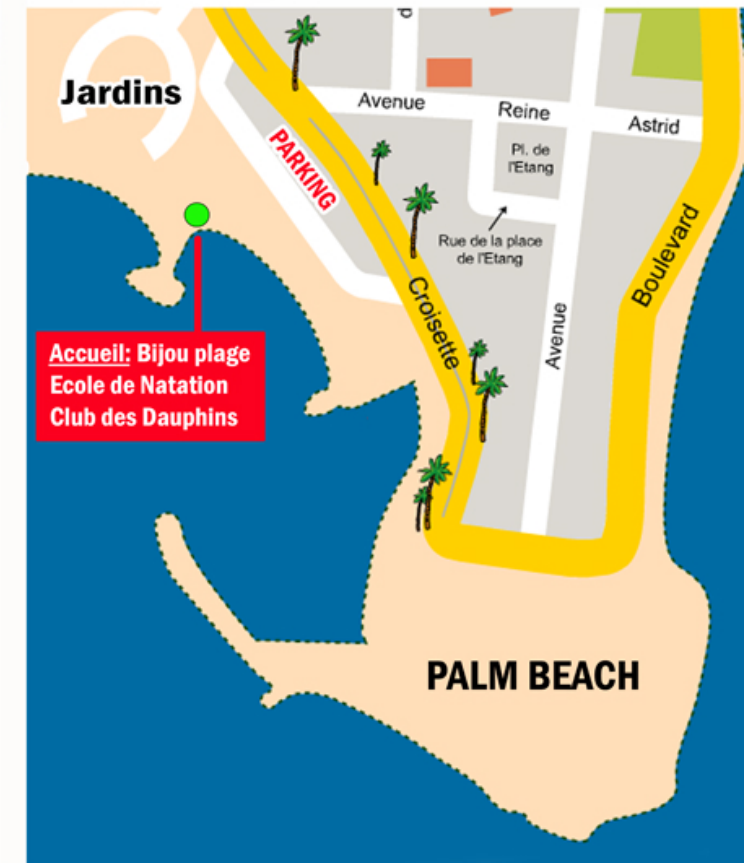 Jardins
PARKING
Avenue
Reine
Astrid
Pl. de
l'Etang
Rue de la place
de l'Etang
Croisette
Avenue
Boulevard
Accueil: Bijou plage
Ecole de Natation
Club des Dauphins
PALM BEACH